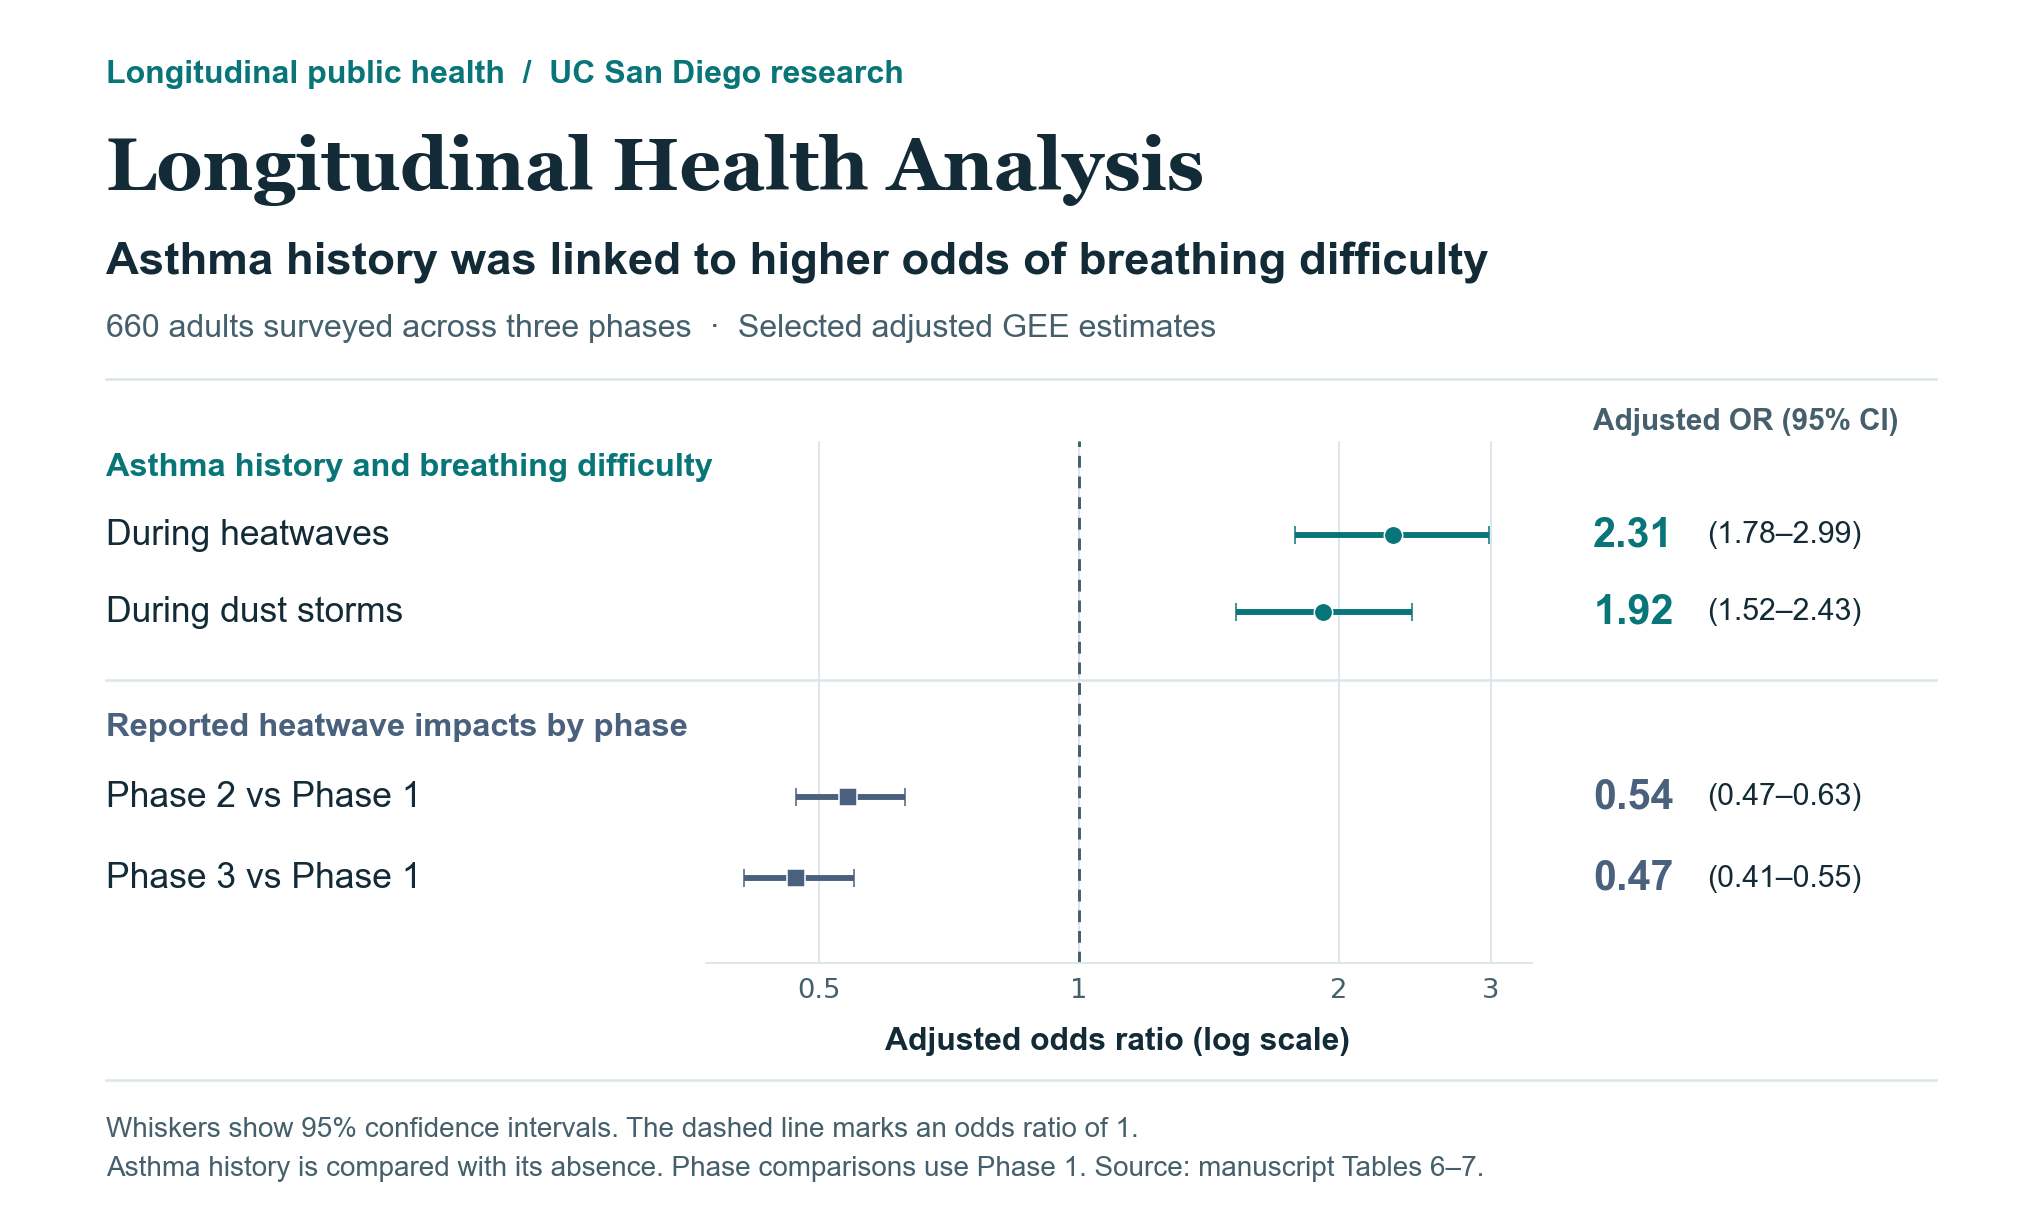 Longitudinal public health / UC San Diego research
Longitudinal Health Analysis
Asthma history was linked to higher odds of breathing difficulty
660 adults surveyed across three phases · Selected adjusted GEE estimates
Adjusted OR (95% CI)
Asthma history and breathing difficulty
During heatwaves 2.31 (1.78–2.99)
During dust storms 1.92 (1.52–2.43)
Reported heatwave impacts by phase
Phase 2 vs Phase 1 0.54 (0.47–0.63)
Phase 3 vs Phase 1 0.47 (0.41–0.55)
0.5 1 2 3
Adjusted odds ratio (log scale)
Whiskers show 95% confidence intervals. The dashed line marks an odds ratio of 1.
Asthma history is compared with its absence. Phase comparisons use Phase 1. Source: manuscript Tables 6–7.